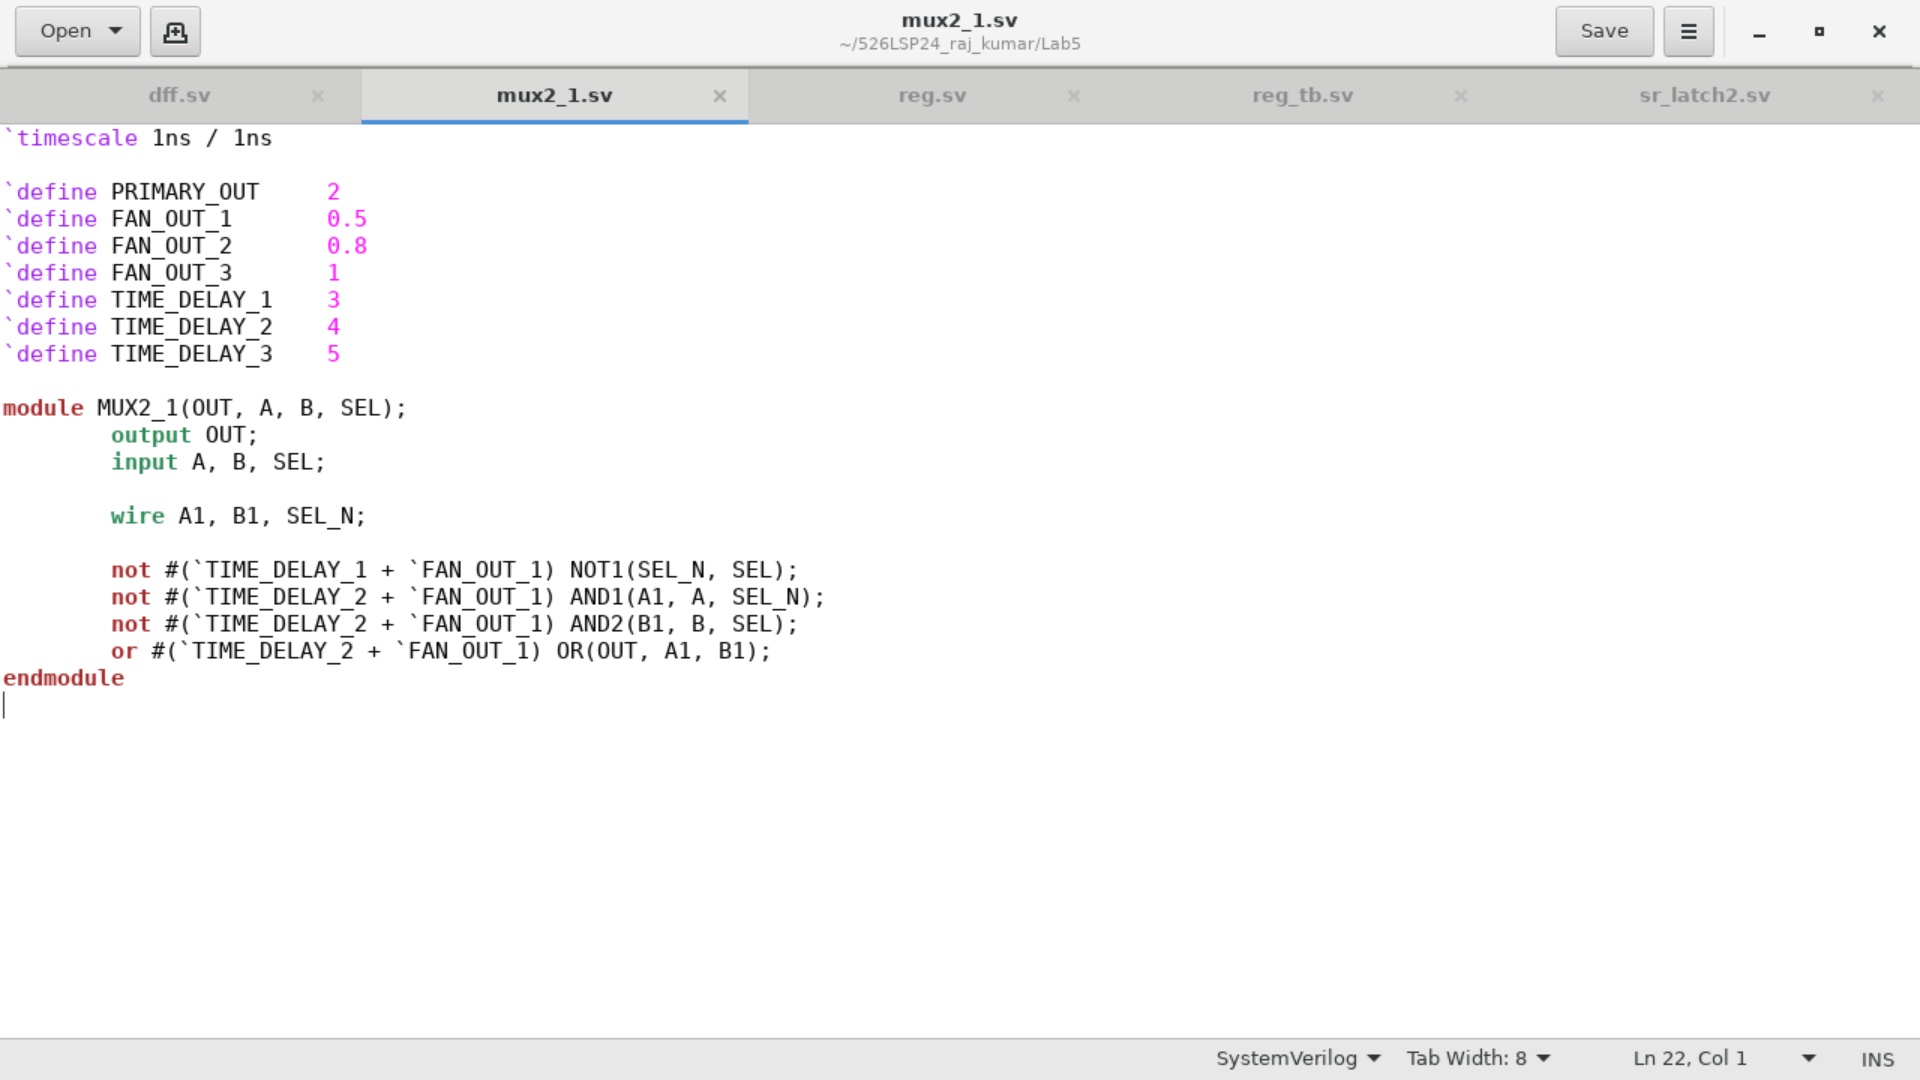 Open
mux2_1.sv
~/526LSP24_raj_kumar/Lab5
Save
dff.sv
mux2_1.sv
reg.sv
reg_tb.sv
sr_latch2.sv
`timescale 1ns / 1ns
`define PRIMARY_OUT 2
`define FAN_OUT_1 0.5
`define FAN_OUT_2 0.8
`define FAN_OUT_3 1
`define TIME_DELAY_1 3
`define TIME_DELAY_2 4
`define TIME_DELAY_3 5
module MUX2_1(OUT, A, B, SEL);
output OUT;
input A, B, SEL;
wire A1, B1, SEL_N;
not #(`TIME_DELAY_1 + `FAN_OUT_1) NOT1(SEL_N, SEL);
not #(`TIME_DELAY_2 + `FAN_OUT_1) AND1(A1, A, SEL_N);
not #(`TIME_DELAY_2 + `FAN_OUT_1) AND2(B1, B, SEL);
or #(`TIME_DELAY_2 + `FAN_OUT_1) OR(OUT, A1, B1);
endmodule
SystemVerilog
Tab Width: 8
Ln 22, Col 1
INS